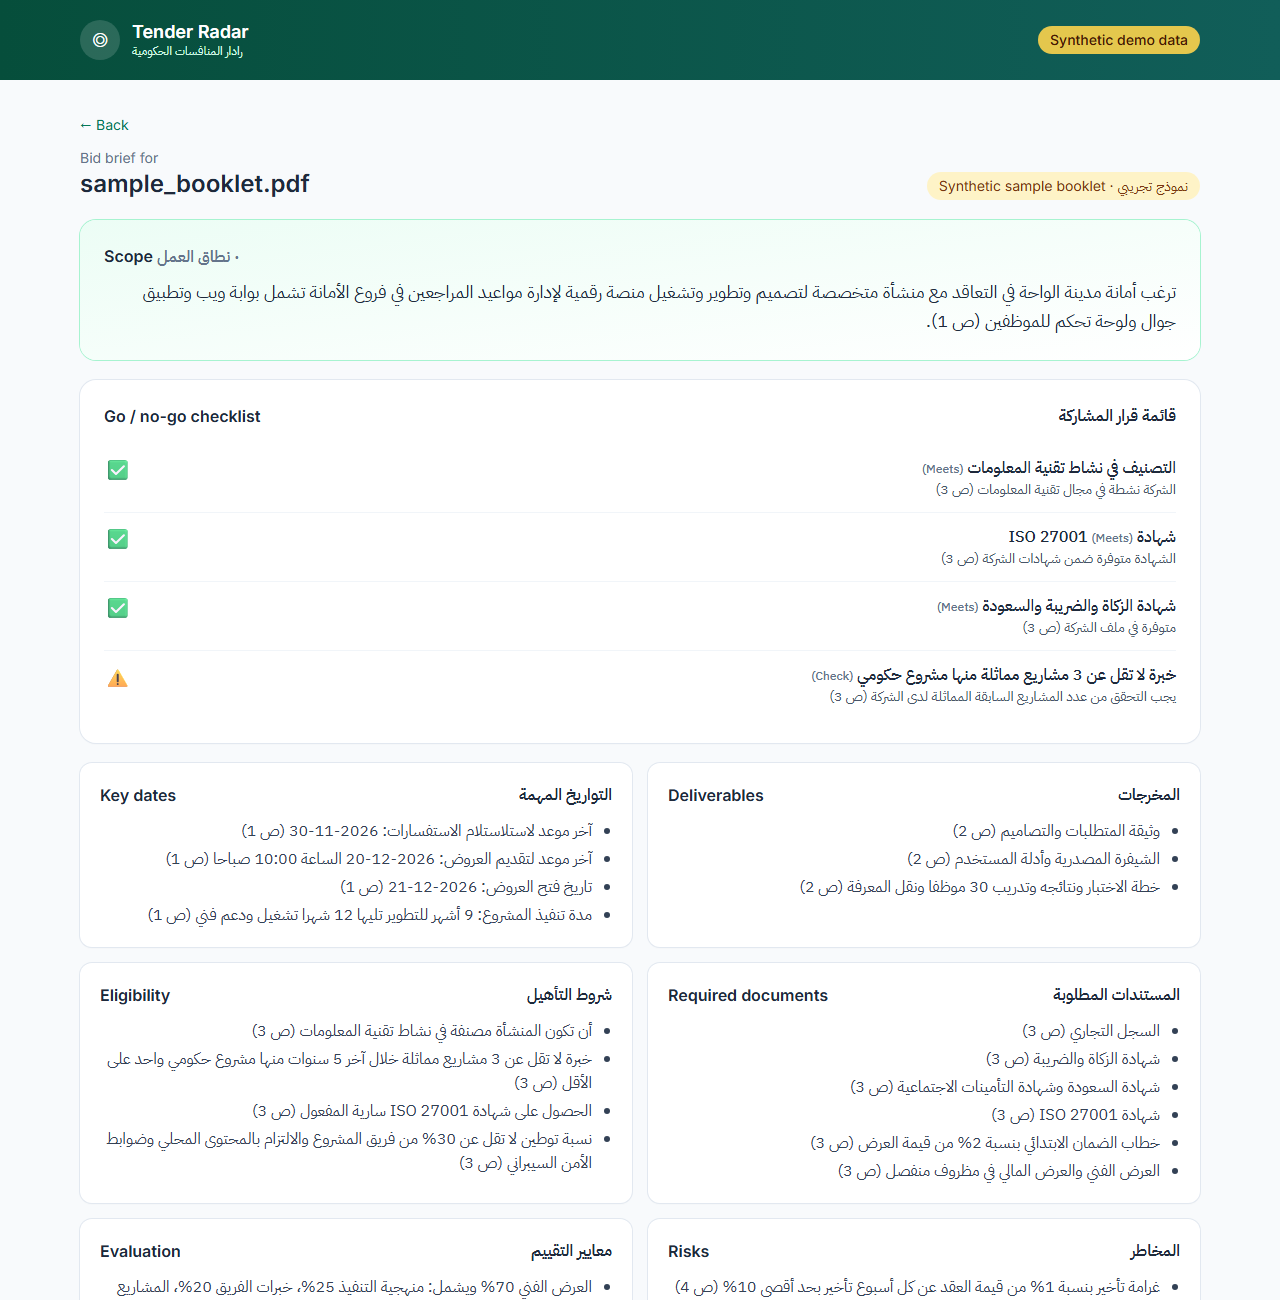 Tender Radar
رادار المنافسات الحكومية
Synthetic demo data
← Back
Bid brief for
sample_booklet.pdf
Synthetic sample booklet · نموذج تجريبي
Scope · نطاق العمل
ترغب أمانة مدينة الواحة في التعاقد مع منشأة متخصصة لتصميم وتطوير وتشغيل منصة رقمية لإدارة مواعيد المراجعين في فروع الأمانة تشمل بوابة ويب وتطبيق
جوال ولوحة تحكم للموظفين (ص 1).
Go / no-go checklist
قائمة قرار المشاركة
التصنيف في نشاط تقنية المعلومات (Meets)
الشركة نشطة في مجال تقنية المعلومات (ص 3)
شهادة ISO 27001 (Meets)
الشهادة متوفرة ضمن شهادات الشركة (ص 3)
شهادة الزكاة والضريبة والسعودة (Meets)
متوفرة في ملف الشركة (ص 3)
خبرة لا تقل عن 3 مشاريع مماثلة منها مشروع حكومي (Check)
يجب التحقق من عدد المشاريع السابقة المماثلة لدى الشركة (ص 3)
Key dates
التواريخ المهمة
آخر موعد لاستلاستلام الاستفسارات: 2026-11-30 (ص 1)
آخر موعد لتقديم العروض: 2026-12-20 الساعة 10:00 صباحا (ص 1)
تاريخ فتح العروض: 2026-12-21 (ص 1)
مدة تنفيذ المشروع: 9 أشهر للتطوير تليها 12 شهرا تشغيل ودعم فني (ص 1)
Deliverables
المخرجات
وثيقة المتطلبات والتصاميم (ص 2)
الشيفرة المصدرية وأدلة المستخدم (ص 2)
خطة الاختبار ونتائجه وتدريب 30 موظفا ونقل المعرفة (ص 2)
Eligibility
شروط التأهيل
أن تكون المنشأة مصنفة في نشاط تقنية المعلومات (ص 3)
خبرة لا تقل عن 3 مشاريع مماثلة خلال آخر 5 سنوات منها مشروع حكومي واحد على
الأقل (ص 3)
الحصول على شهادة ISO 27001 سارية المفعول (ص 3)
نسبة توطين لا تقل عن 30% من فريق المشروع والالتزام بالمحتوى المحلي وضوابط
الأمن السيبراني (ص 3)
Required documents
المستندات المطلوبة
السجل التجاري (ص 3)
شهادة الزكاة والضريبة (ص 3)
شهادة السعودة وشهادة التأمينات الاجتماعية (ص 3)
شهادة ISO 27001 (ص 3)
خطاب الضمان الابتدائي بنسبة 2% من قيمة العرض (ص 3)
العرض الفني والعرض المالي في مظروف منفصل (ص 3)
Evaluation
معايير التقييم
العرض الفني 70% ويشمل: منهجية التنفيذ 25%، خبرات الفريق 20%، المشاريع
Risks
المخاطر
غرامة تأخير بنسبة 1% من قيمة العقد عن كل أسبوع تأخير بحد أقصى 10% (ص 4)